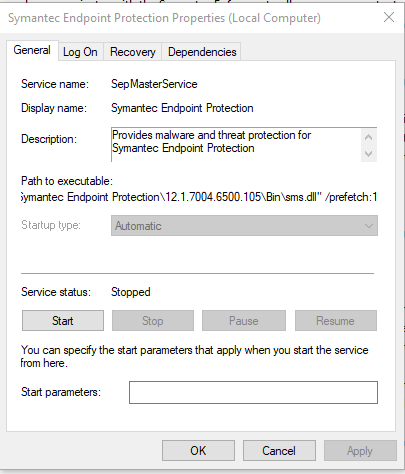 Symantec Endpoint Protection Properties (Local Computer)
General Log On Recovery Dependencies
Service name: SepMasterService
Display name: Symantec Endpoint Protection
Description: Provides malware and threat protection for
Symantec Endpoint Protection
Path to executable:
Symantec Endpoint Protection\12.1.7004.6500.105\Bin\sms.dll" /prefetch:1
Startup type: Automatic
Service status: Stopped
Start Stop Pause Resume
You can specify the start parameters that apply when you start the service
from here.
Start parameters:
OK Cancel Apply